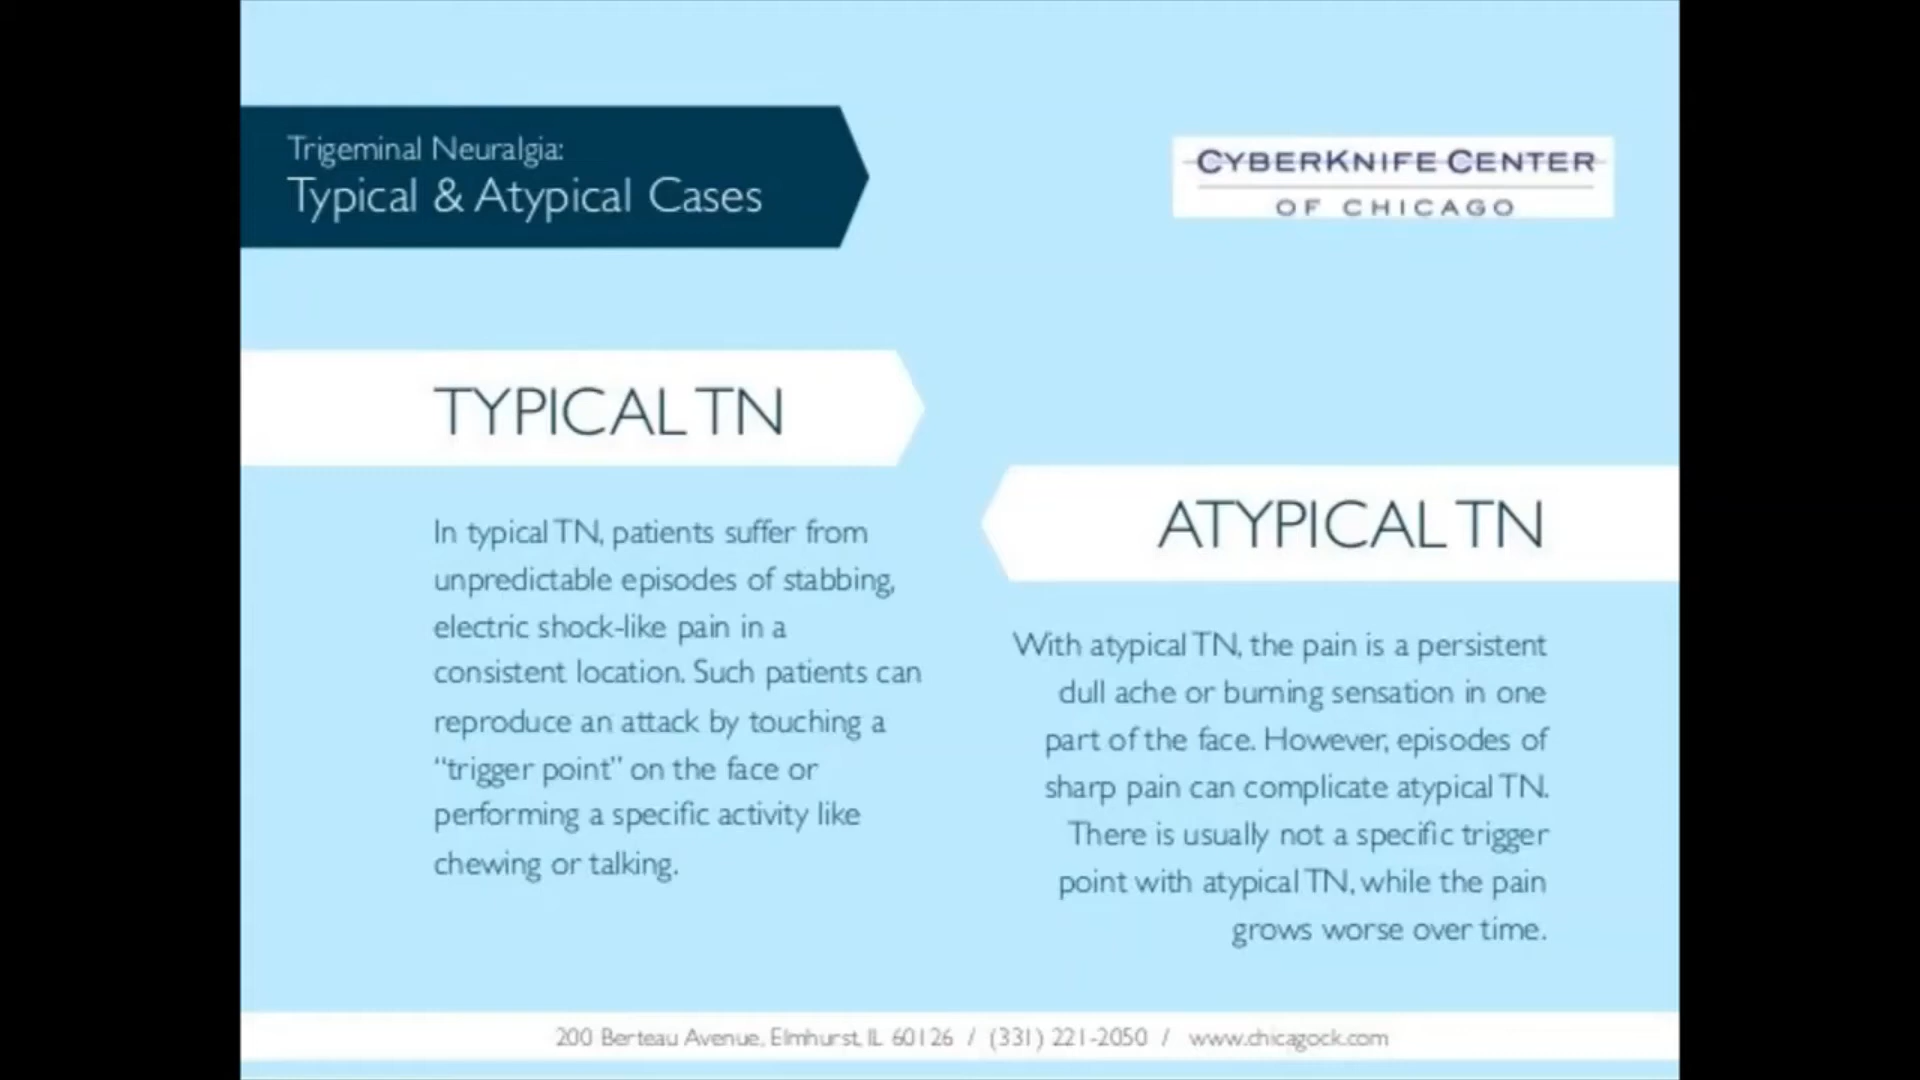 Trigeminal Neuralgia:
Typical & Atypical Cases
CYBERKNIFE CENTER
OF CHICAGO
TYPICAL TN
In typical TN, patients suffer from
unpredictable episodes of stabbing,
electric shock-like pain in a
consistent location. Such patients can
reproduce an attack by touching a
“trigger point” on the face or
performing a specific activity like
chewing or talking.
ATYPICAL TN
With atypical TN, the pain is a persistent
dull ache or burning sensation in one
part of the face. However, episodes of
sharp pain can complicate atypical TN.
There is usually not a specific trigger
point with atypical TN, while the pain
grows worse over time.
200 Berteau Avenue, Elmhurst, IL 60126 / (331) 221-2050 / www.chicagock.com